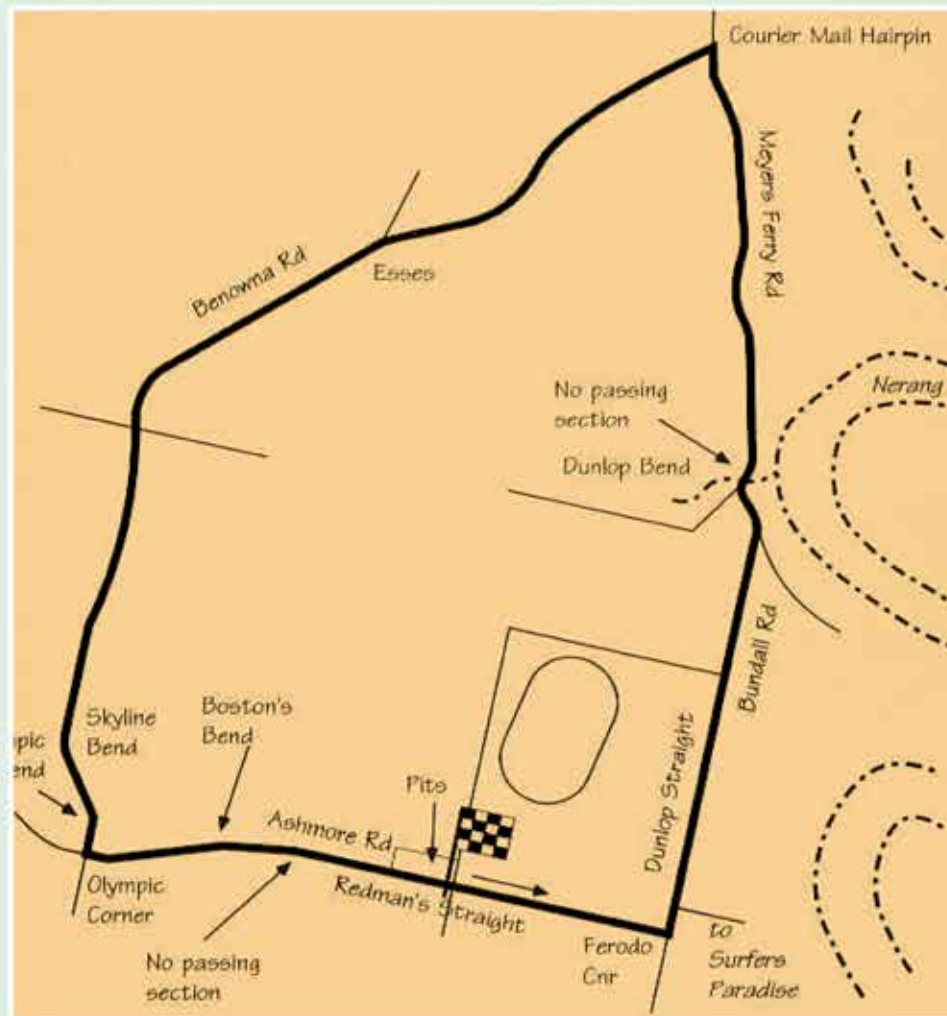 Courier Mail Hairpin
Meyers Ferry Rd
Esses
Benowna Rd
No passing
section
Nerang
Dunlop Bend
Bundall Rd
Skyline
Bend
Boston's
Bend
Dunlop Straight
Pits
Ashmore Rd
Redman's Straight
Olympic
Corner
No passing
section
Ferodo
Cnr
to
Surfers
Paradise